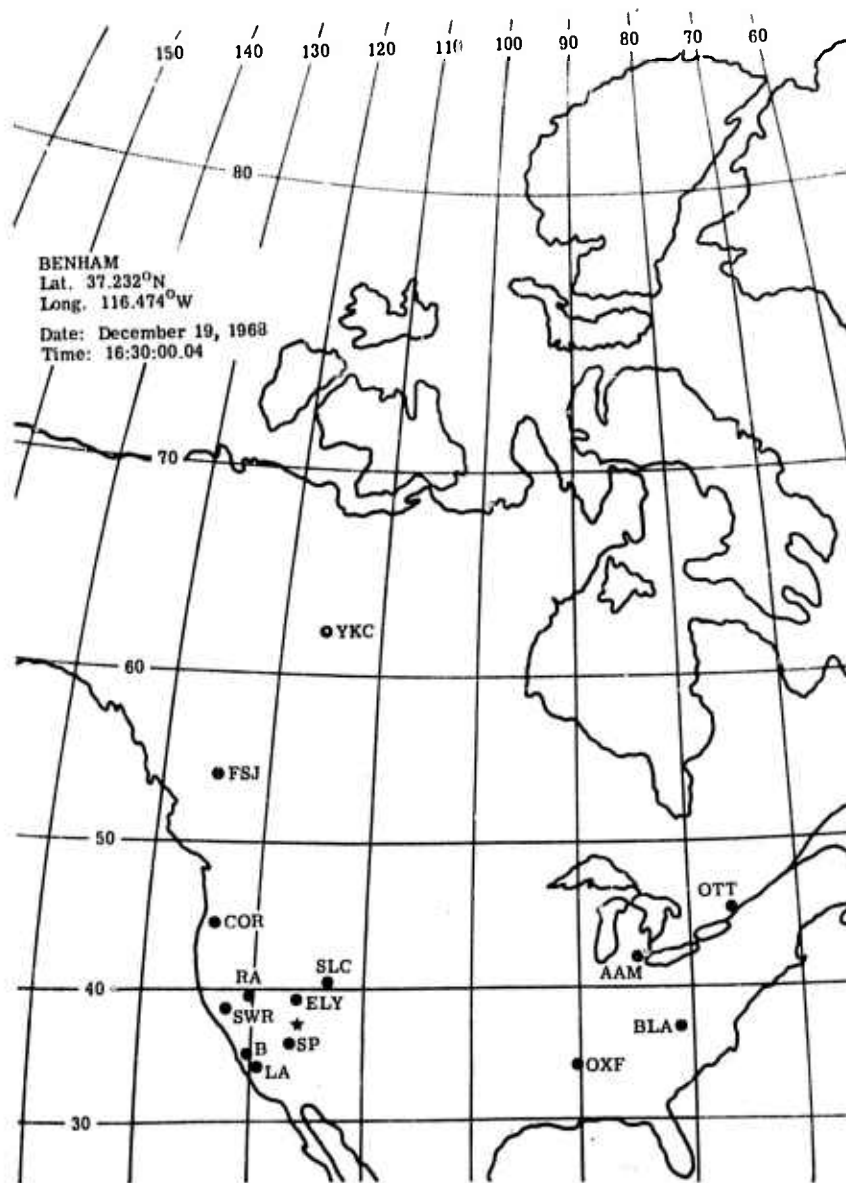 150 140 130 120 110 100 90 80 70 60
80
BENHAM
Lat. 37.232°N
Long. 116.474°W
Date: December 19, 1968
Time: 16:30:00.04
70
YKC
60
FSJ
50
OTT
COR
SLC
AAM
RA
40
ELY
SWR
BLA
B
SP
OXF
LA
30